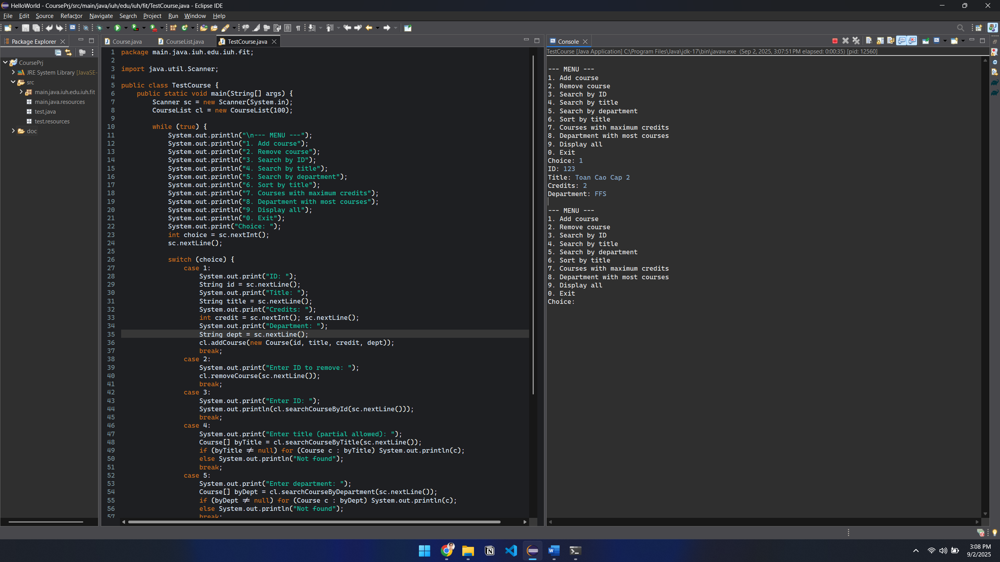 HelloWorld - CoursePrj/src/main/java/iuh/edu/iuh/fit/TestCourse.java - Eclipse IDE
File Edit Source Refactor Navigate Search Project Run Window Help
Package Explorer
CoursePrj
JRE System Library [JavaSE-
src
main.java.iuh.edu.iuh.fit
main.java.resources
test.java
test.resources
doc
Course.java CourseList.java TestCourse.java
1 package main.java.iuh.edu.iuh.fit;
2
3 import java.util.Scanner;
4
5 public class TestCourse {
6 public static void main(String[] args) {
7 Scanner sc = new Scanner(System.in);
8 CourseList cl = new CourseList(100);
9
10 while (true) {
11 System.out.println("\n--- MENU ---");
12 System.out.println("1. Add course");
13 System.out.println("2. Remove course");
14 System.out.println("3. Search by ID");
15 System.out.println("4. Search by title");
16 System.out.println("5. Search by department");
17 System.out.println("6. Sort by title");
18 System.out.println("7. Courses with maximum credits");
19 System.out.println("8. Department with most courses");
20 System.out.println("9. Display all");
21 System.out.println("0. Exit");
22 System.out.print("Choice: ");
23 int choice = sc.nextInt();
24 sc.nextLine();
25
26 switch (choice) {
27 case 1:
28 System.out.print("ID: ");
29 String id = sc.nextLine();
30 System.out.print("Title: ");
31 String title = sc.nextLine();
32 System.out.print("Credits: ");
33 int credit = sc.nextInt(); sc.nextLine();
34 System.out.print("Department: ");
35 String dept = sc.nextLine();
36 cl.addCourse(new Course(id, title, credit, dept));
37 break;
38 case 2:
39 System.out.print("Enter ID to remove: ");
40 cl.removeCourse(sc.nextLine());
41 break;
42 case 3:
43 System.out.print("Enter ID: ");
44 System.out.println(cl.searchCourseById(sc.nextLine()));
45 break;
46 case 4:
47 System.out.print("Enter title (partial allowed): ");
48 Course[] byTitle = cl.searchCourseByTitle(sc.nextLine());
49 if (byTitle ≠ null) for (Course c : byTitle) System.out.println(c);
50 else System.out.println("Not found");
51 break;
52 case 5:
53 System.out.print("Enter department: ");
54 Course[] byDept = cl.searchCourseByDepartment(sc.nextLine());
55 if (byDept ≠ null) for (Course c : byDept) System.out.println(c);
56 else System.out.println("Not found");
57 break;
Console
TestCourse [Java Application] C:\Program Files\Java\jdk-17\bin\javaw.exe (Sep 2, 2025, 3:07:51 PM elapsed: 0:00:35) [pid: 12560]
--- MENU ---
1. Add course
2. Remove course
3. Search by ID
4. Search by title
5. Search by department
6. Sort by title
7. Courses with maximum credits
8. Department with most courses
9. Display all
0. Exit
Choice: 1
ID: 123
Title: Toan Cao Cap 2
Credits: 2
Department: FFS
--- MENU ---
1. Add course
2. Remove course
3. Search by ID
4. Search by title
5. Search by department
6. Sort by title
7. Courses with maximum credits
8. Department with most courses
9. Display all
0. Exit
Choice:
3:08 PM
9/2/2025